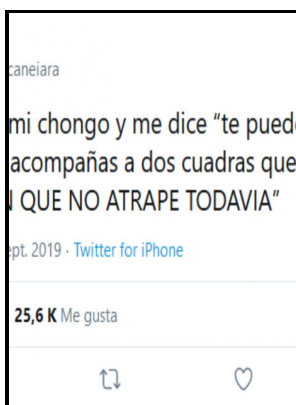 caneiara
mi chongo y me dice “te pued
acompañas a dos cuadras que
QUE NO ATRAPE TODAVIA”
ept. 2019 · Twitter for iPhone
25,6 K Me gusta